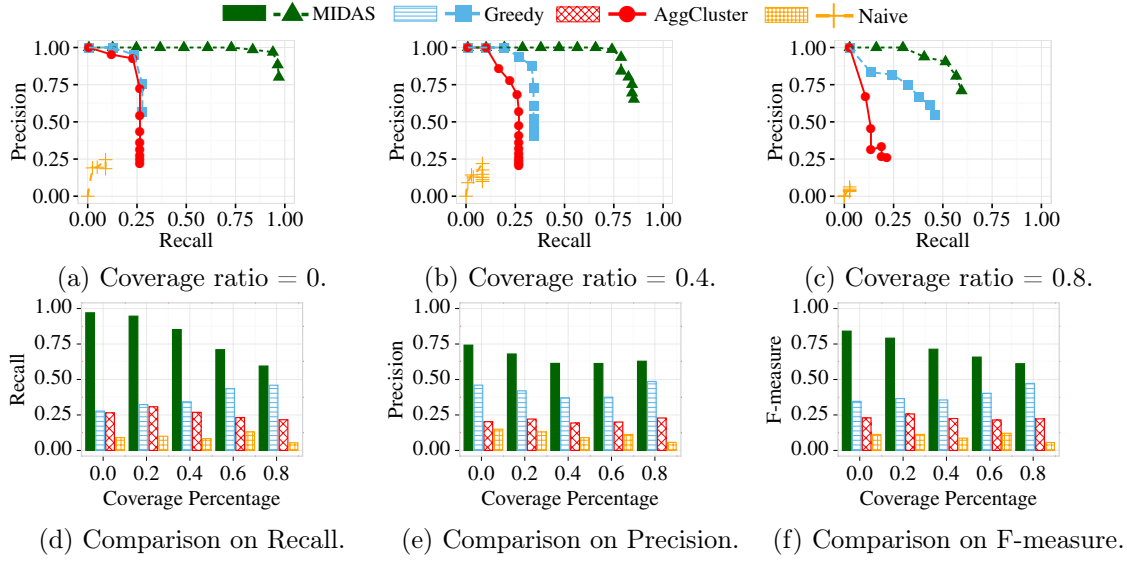 MIDAS Greedy AggCluster Naive
1.00 0.75 0.50 0.25 0.00
Precision
0.00 0.25 0.50 0.75 1.00
Recall
(a) Coverage ratio = 0.
1.00 0.75 0.50 0.25 0.00
Precision
0.00 0.25 0.50 0.75 1.00
Recall
(b) Coverage ratio = 0.4.
1.00 0.75 0.50 0.25 0.00
Precision
0.00 0.25 0.50 0.75 1.00
Recall
(c) Coverage ratio = 0.8.
1.00 0.75 0.50 0.25 0.00
Recall
0.0 0.2 0.4 0.6 0.8
Coverage Percentage
(d) Comparison on Recall.
1.00 0.75 0.50 0.25 0.00
Precision
0.0 0.2 0.4 0.6 0.8
Coverage Percentage
(e) Comparison on Precision.
1.00 0.75 0.50 0.25 0.00
F-measure
0.0 0.2 0.4 0.6 0.8
Coverage Percentage
(f) Comparison on F-measure.